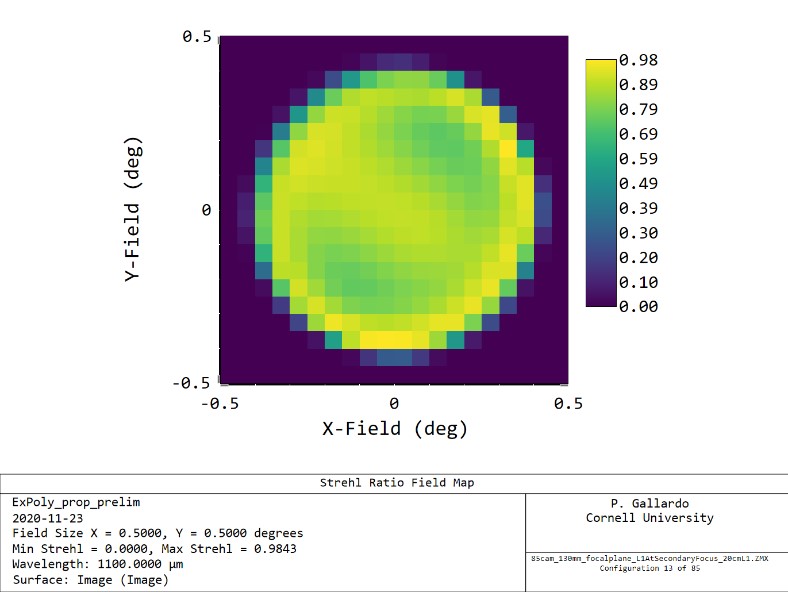 0.5
0
-0.5
Y-Field (deg)
-0.5 0 0.5
X-Field (deg)
0.98
0.89
0.79
0.69
0.59
0.49
0.39
0.30
0.20
0.10
0.00
Strehl Ratio Field Map
ExPoly_prop_prelim
2020-11-23
Field Size X = 0.5000, Y = 0.5000 degrees
Min Strehl = 0.0000, Max Strehl = 0.9843
Wavelength: 1100.0000 µm
Surface: Image (Image)
P. Gallardo
Cornell University
85cam_130mm_focalplane_L1AtSecondaryFocus_20cmL1.ZMX
Configuration 13 of 85